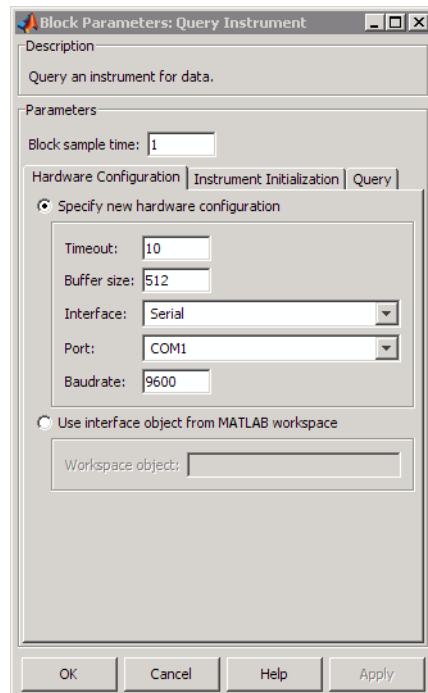 Block Parameters: Query Instrument
Description
Query an instrument for data.
Parameters
Block sample time: 1
Hardware Configuration Instrument Initialization Query
Specify new hardware configuration
Timeout: 10
Buffer size: 512
Interface: Serial
Port: COM1
Baudrate: 9600
Use interface object from MATLAB workspace
Workspace object:
OK Cancel Help Apply